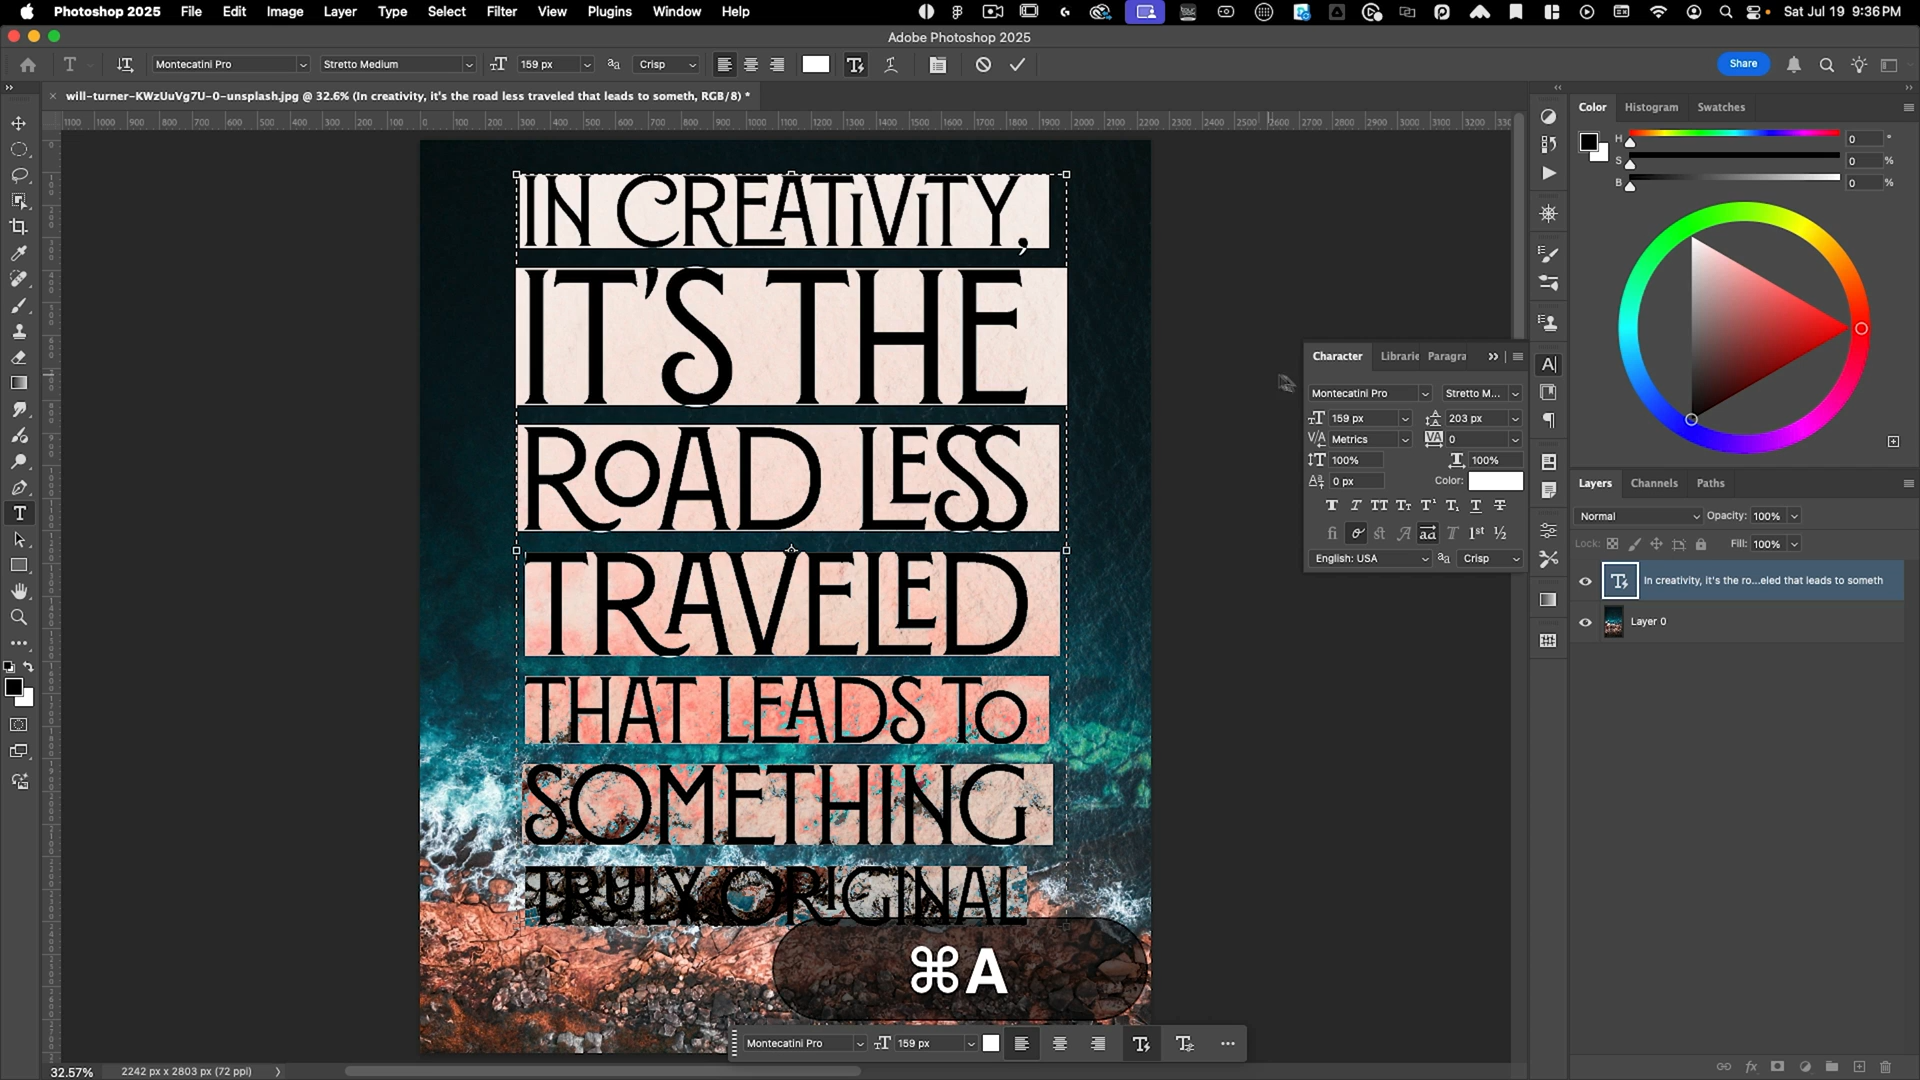 Photoshop 2025 File Edit Image Layer Type Select Filter View Plugins Window Help Sat Jul 19 9:36 PM
Adobe Photoshop 2025
Montecatini Pro Stretto Medium 159 px Crisp Share
will-turner-KWzUuVg7U-0-unsplash.jpg @ 32.6% (In creativity, it's the road less traveled that leads to someth, RGB/8) *
Color Histogram Swatches
H 0 °
S 0 %
B 0 %
IN CREATIVITY,
IT'S THE
ROAD LESS
TRAVELED
THAT LEADS TO
SOMETHING
TRULY ORIGINAL
⌘A
Character Librarie Paragra
Montecatini Pro Stretto M...
159 px 203 px
Metrics 0
100% 100%
0 px Color:
English: USA Crisp
Layers Channels Paths
Normal Opacity: 100%
Lock: Fill: 100%
In creativity, it's the ro...eled that leads to someth
Layer 0
Montecatini Pro 159 px
32.57% 2242 px x 2803 px (72 ppi)